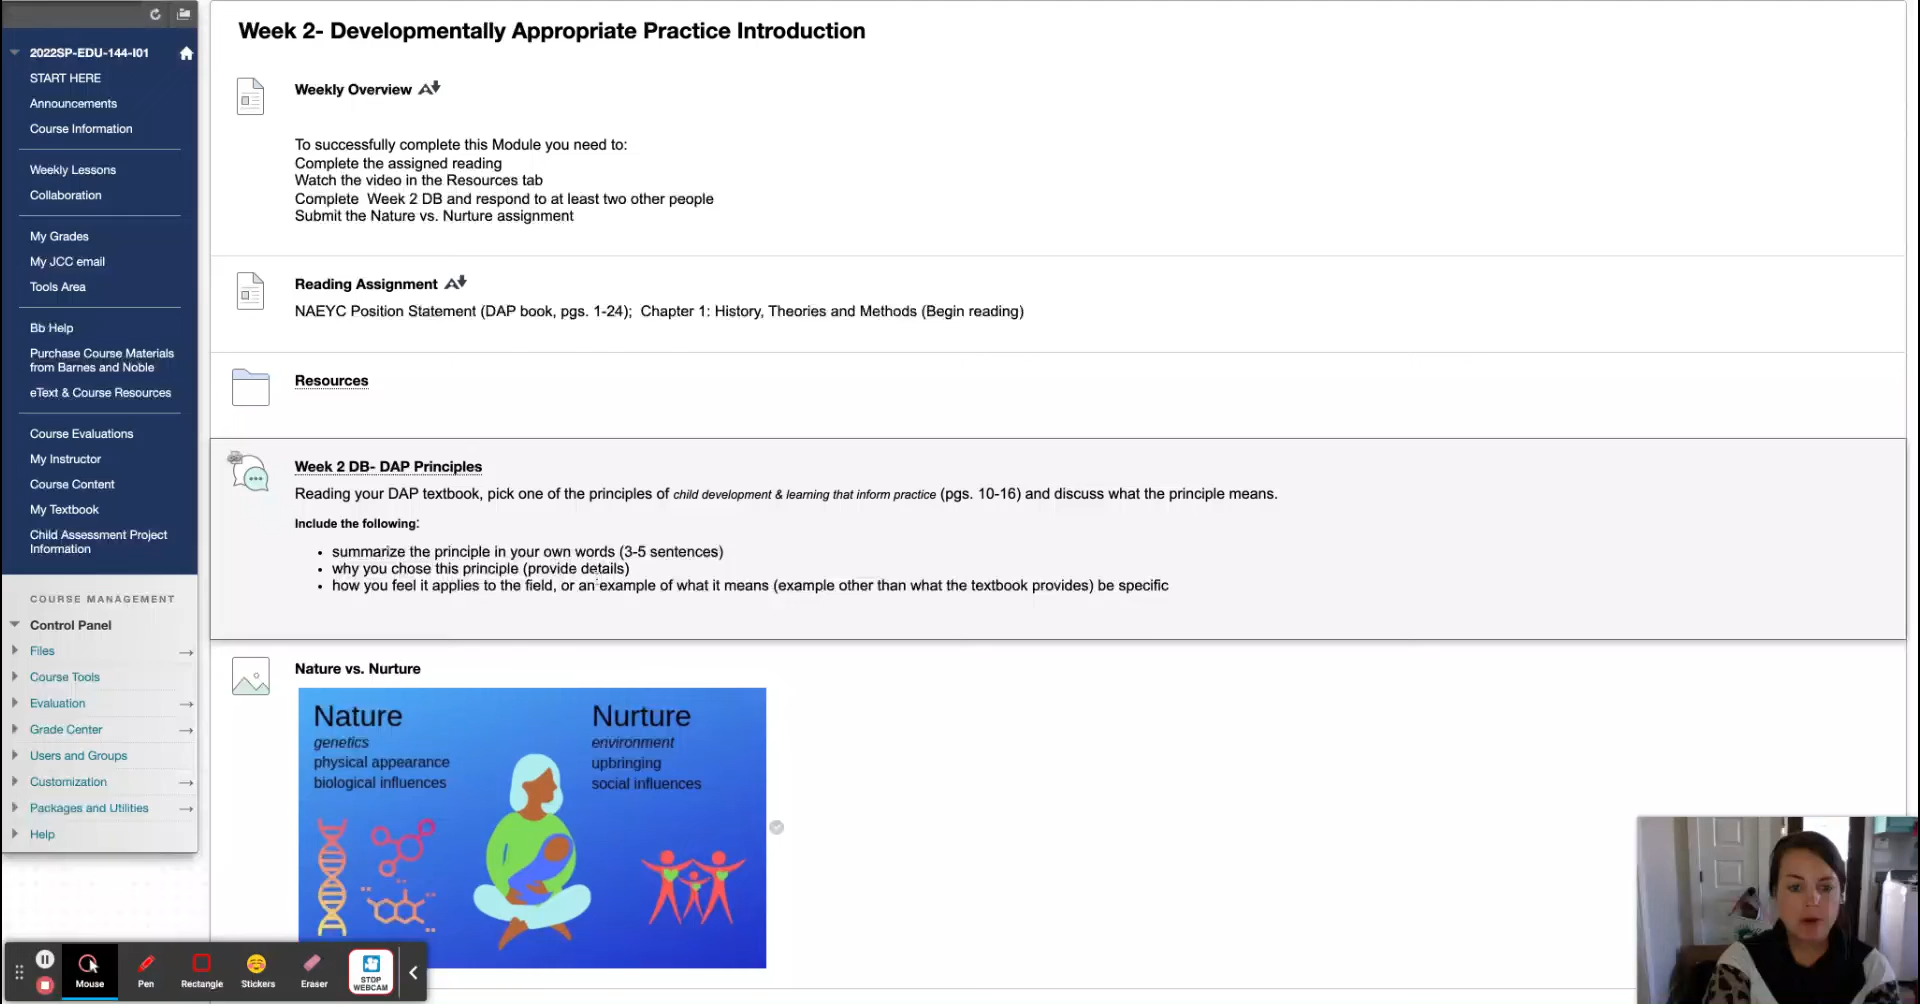 2022SP-EDU-144-I01
START HERE
Announcements
Course Information
Weekly Lessons
Collaboration
My Grades
My JCC email
Tools Area
Bb Help
Purchase Course Materials
from Barnes and Noble
eText & Course Resources
Course Evaluations
My Instructor
Course Content
My Textbook
Child Assessment Project
Information
COURSE MANAGEMENT
Control Panel
Files
Course Tools
Evaluation
Grade Center
Users and Groups
Customization
Packages and Utilities
Help
Week 2- Developmentally Appropriate Practice Introduction
Weekly Overview
To successfully complete this Module you need to:
Complete the assigned reading
Watch the video in the Resources tab
Complete Week 2 DB and respond to at least two other people
Submit the Nature vs. Nurture assignment
Reading Assignment
NAEYC Position Statement (DAP book, pgs. 1-24); Chapter 1: History, Theories and Methods (Begin reading)
Resources
Week 2 DB- DAP Principles
Reading your DAP textbook, pick one of the principles of child development & learning that inform practice (pgs. 10-16) and discuss what the principle means.
Include the following:
• summarize the principle in your own words (3-5 sentences)
• why you chose this principle (provide details)
• how you feel it applies to the field, or an example of what it means (example other than what the textbook provides) be specific
Nature vs. Nurture
Nature
genetics
physical appearance
biological influences
Nurture
environment
upbringing
social influences
Mouse
Pen
Rectangle
Stickers
Eraser
STOP
WEBCAM